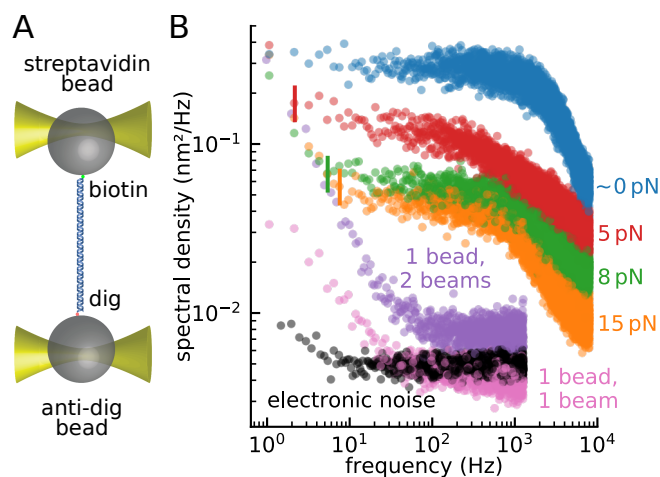 A
streptavidin
bead
biotin
dig
anti-dig
bead
B
spectral density (nm²/Hz)
10⁻¹
10⁻²
~0 pN
5 pN
8 pN
15 pN
1 bead,
2 beams
1 bead,
1 beam
electronic noise
10⁰ 10¹ 10² 10³ 10⁴
frequency (Hz)